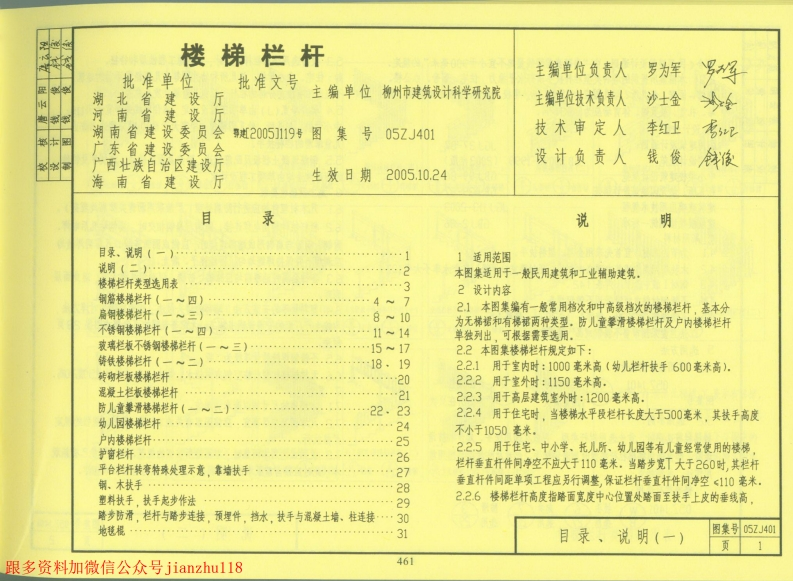 楼梯栏杆
批准单位 批准文号
湖北省建设厅
河南省建设厅
湖南省建设委员会
广东省建设委员会
广西壮族自治区建设厅
海南省建设厅
鄂建[2005]119号
主编单位 柳州市建筑设计科学研究院
图集号 05ZJ401
生效日期 2005.10.24
主编单位负责人 罗为军
主编单位技术负责人 沙士金
技术审定人 李红卫
设计负责人 钱俊
校核 唐云阳
设计 钱俊
制图 钱俊
目 录
目录、说明(一) 1
说明(二) 2
楼梯栏杆类型选用表 3
钢筋楼梯栏杆(一～四) 4～7
扁钢楼梯栏杆(一～三) 8～10
不锈钢楼梯栏杆(一～四) 11～14
玻璃栏板不锈钢楼梯栏杆(一～三) 15～17
铸铁楼梯栏杆(一～二) 18、19
砖砌栏板楼梯栏杆 20
混凝土栏板楼梯栏杆 21
防儿童攀滑楼梯栏杆(一～二) 22、23
幼儿园楼梯栏杆 24
户内楼梯栏杆 25
护窗栏杆 26
平台栏杆转弯特殊处理示意，靠墙扶手 27
钢、木扶手 28
塑料扶手，扶手起步作法 29
踏步防滑，栏杆与踏步连接，预埋件，挡水，扶手与混凝土墙、柱连接 30
地毯棍 31
说 明
1 适用范围
本图集适用于一般民用建筑和工业辅助建筑。
2 设计内容
2.1 本图集编有一般常用档次和中高级档次的楼梯栏杆，基本分
为无梯裙和有梯裙两种类型。防儿童攀滑楼梯栏杆及户内楼梯栏杆
单独列出，可根据需要选用。
2.2 本图集楼梯栏杆规定如下：
2.2.1 用于室内时：1000毫米高（幼儿栏杆扶手 600毫米高）。
2.2.2 用于室外时：1150毫米高。
2.2.3 用于高层建筑室外时：1200毫米高。
2.2.4 用于住宅时，当楼梯水平段栏杆长度大于500毫米，其扶手高度
不小于1050 毫米。
2.2.5 用于住宅、中小学、托儿所、幼儿园等有儿童经常使用的楼梯，
栏杆垂直杆件间净空不应大于110 毫米。当踏步宽T大于260时，其栏杆
垂直杆件间距单项工程应另行调整，保证栏杆垂直杆件间净空≤110 毫米。
2.2.6 楼梯栏杆高度指踏面宽度中心位置处踏面至扶手上皮的垂线高，
目录、说明(一)
图集号 05ZJ401
页 1
461
跟多资料加微信公众号jianzhu118